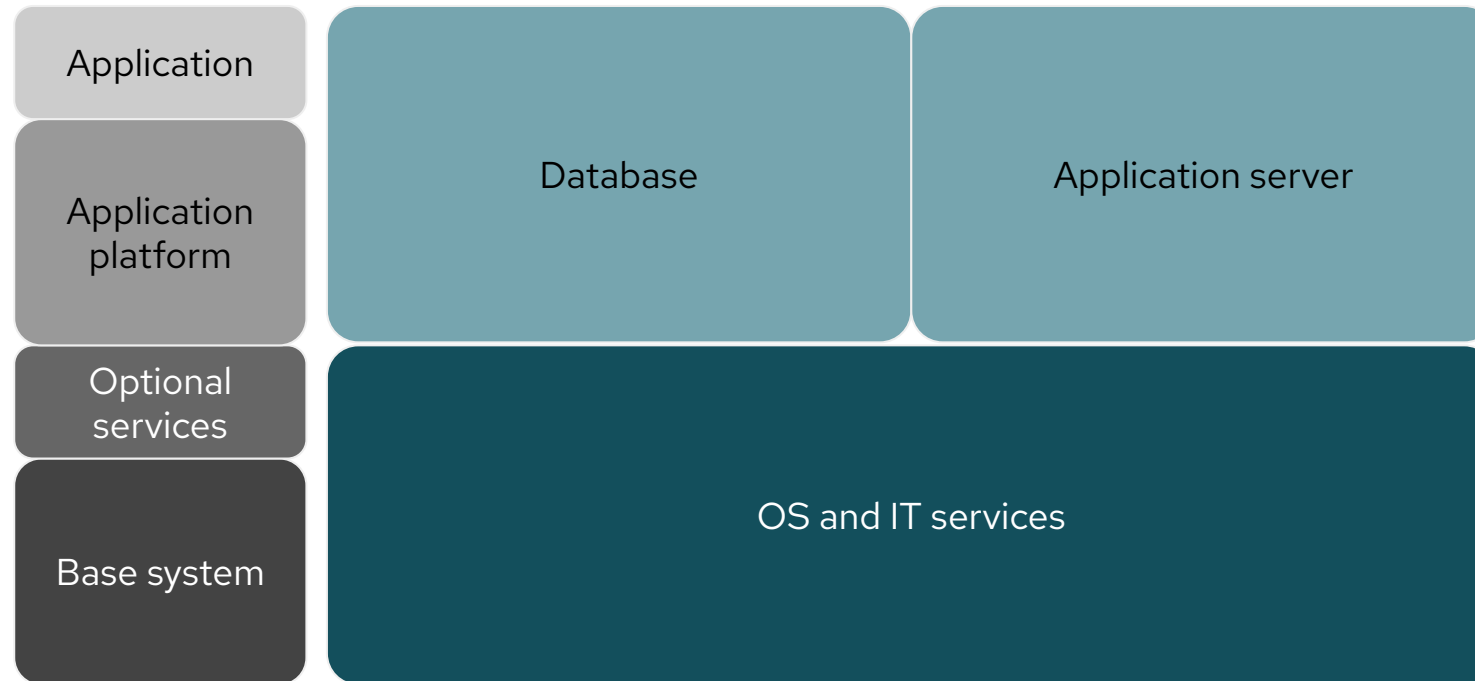 Application
Application
platform
Optional
services
Base system
Database
Application server
OS and IT services